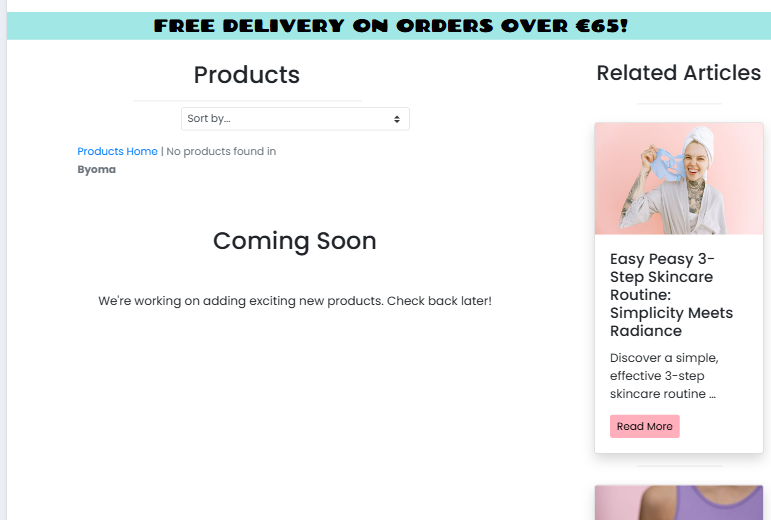 FREE DELIVERY ON ORDERS OVER €65!
Products
Sort by...
Products Home | No products found in
Byoma
Coming Soon
We're working on adding exciting new products. Check back later!
Related Articles
Easy Peasy 3-
Step Skincare
Routine:
Simplicity Meets
Radiance
Discover a simple,
effective 3-step
skincare routine …
Read More